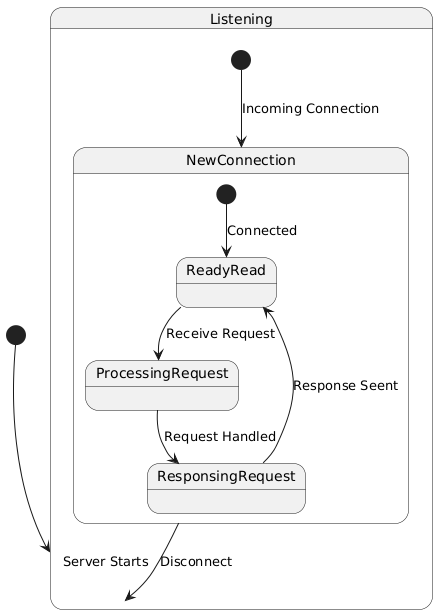 Listening
Incoming Connection
NewConnection
Connected
ReadyRead
Receive Request
ProcessingRequest
Response Seent
Request Handled
ResponsingRequest
Server Starts
Disconnect